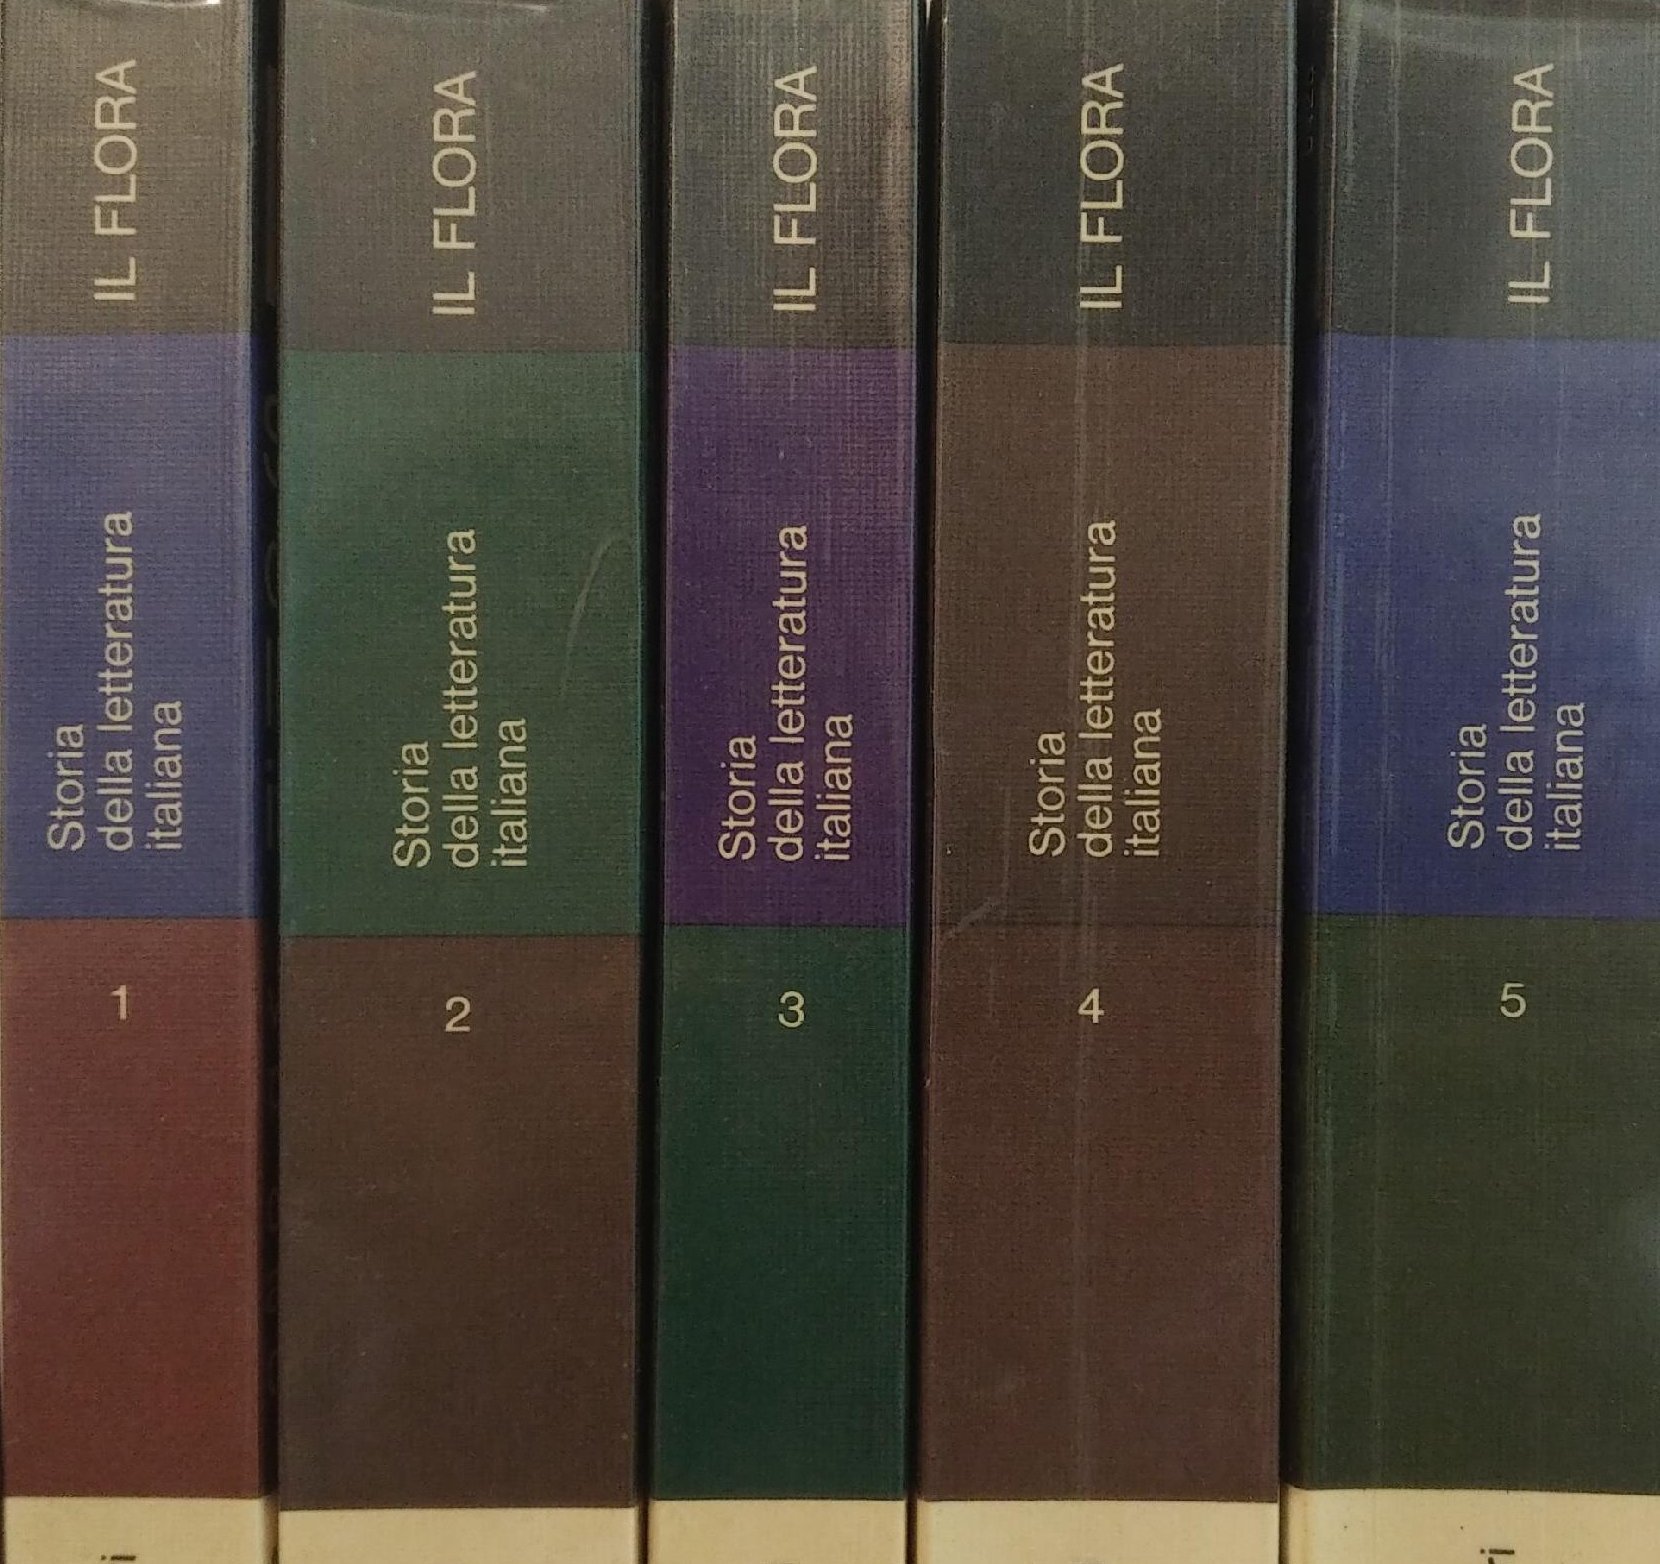 IL FLORA
Storia
della letteratura
italiana
1
IL FLORA
Storia
della letteratura
italiana
2
IL FLORA
Storia
della letteratura
italiana
3
IL FLORA
Storia
della letteratura
italiana
4
IL FLORA
Storia
della letteratura
italiana
5